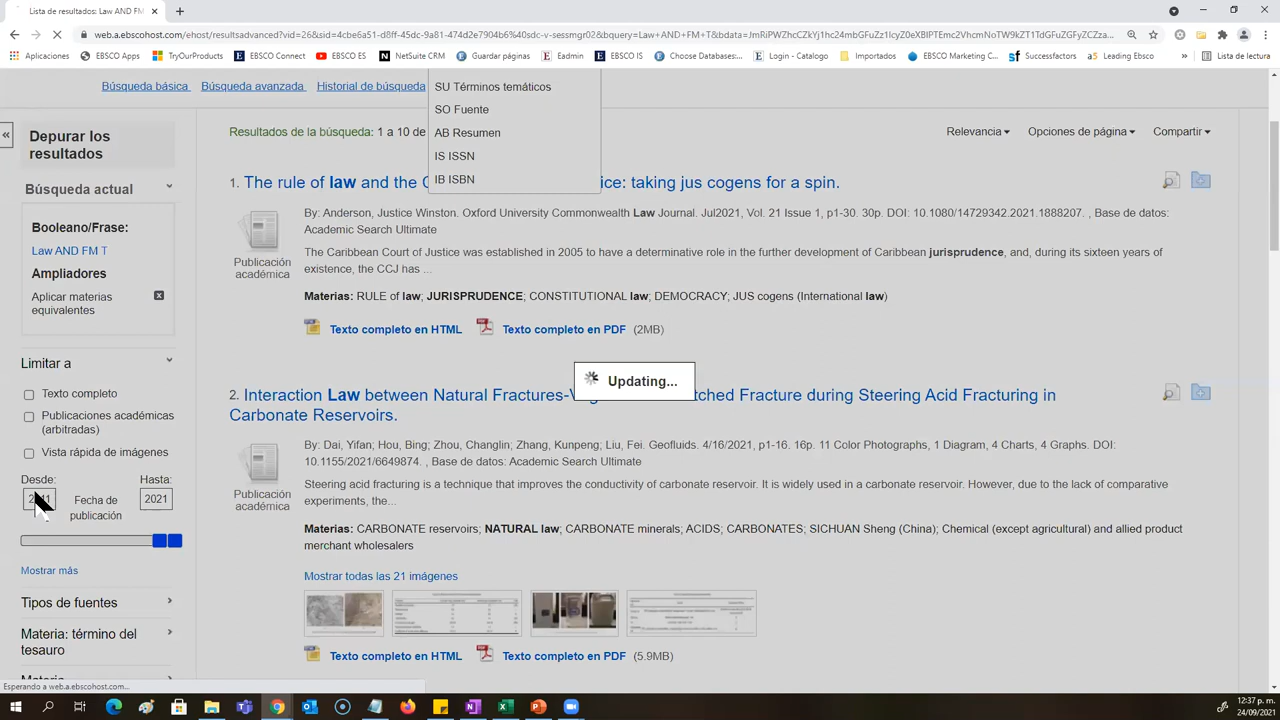 Lista de resultados: Law AND FM
web.a.ebscohost.com/ehost/resultsadvanced?vid=26&sid=4cbe6a51-d8ff-45dc-9a81-474d2e7904b6%40sdc-v-sessmgr02&bquery=Law+AND+FM+T&bdata=
Aplicaciones
EBSCO Apps
TryOurProducts
EBSCO Connect
EBSCO ES
NetSuite CRM
Guardar páginas
Eadmin
EBSCO IS
Choose Databases:...
Login - Catalogo
Importados
EBSCO Marketing C...
Successfactors
Leading Ebsco
»
Lista de lectura
Búsqueda básica
Búsqueda avanzada
Historial de búsqueda
SU Términos temáticos
SO Fuente
AB Resumen
IS ISSN
IB ISBN
Depurar los
resultados
Búsqueda actual
Booleano/Frase:
Law AND FM T
Ampliadores
Aplicar materias
equivalentes
Limitar a
Texto completo
Publicaciones académicas
(arbitradas)
Vista rápida de imágenes
Desde:
Hasta:
2021
Fecha de
publicación
Mostrar más
Tipos de fuentes
Materia: término del
tesauro
Resultados de la búsqueda: 1 a 10 de
Relevancia
Opciones de página
Compartir
1. The rule of law and the C ice: taking jus cogens for a spin.
Publicación
académica
By: Anderson, Justice Winston. Oxford University Commonwealth Law Journal. Jul2021, Vol. 21 Issue 1, p1-30. 30p. DOI: 10.1080/14729342.2021.1888207. , Base de datos:
Academic Search Ultimate
The Caribbean Court of Justice was established in 2005 to have a determinative role in the further development of Caribbean jurisprudence, and, during its sixteen years of
existence, the CCJ has ...
Materias: RULE of law; JURISPRUDENCE; CONSTITUTIONAL law; DEMOCRACY; JUS cogens (International law)
Texto completo en HTML
Texto completo en PDF (2MB)
Updating...
2. Interaction Law between Natural Fractures-V tched Fracture during Steering Acid Fracturing in
Carbonate Reservoirs.
Publicación
académica
By: Dai, Yifan; Hou, Bing; Zhou, Changlin; Zhang, Kunpeng; Liu, Fei. Geofluids. 4/16/2021, p1-16. 16p. 11 Color Photographs, 1 Diagram, 4 Charts, 4 Graphs. DOI:
10.1155/2021/6649874. , Base de datos: Academic Search Ultimate
Steering acid fracturing is a technique that improves the conductivity of carbonate reservoir. It is widely used in a carbonate reservoir. However, due to the lack of comparative
experiments, the...
Materias: CARBONATE reservoirs; NATURAL law; CARBONATE minerals; ACIDS; CARBONATES; SICHUAN Sheng (China); Chemical (except agricultural) and allied product
merchant wholesalers
Mostrar todas las 21 imágenes
Texto completo en HTML
Texto completo en PDF (5.9MB)
Esperando a web.a.ebscohost.com...
12:37 p. m.
24/09/2021